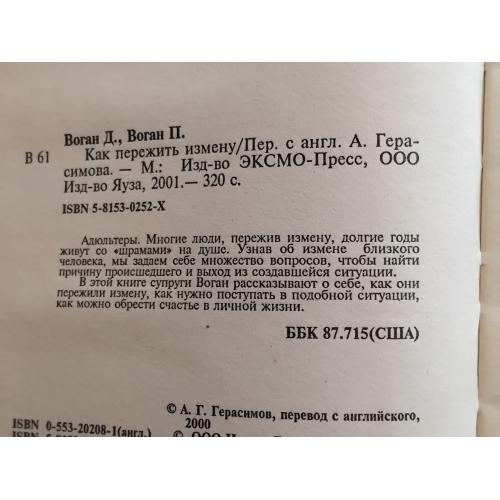 Воган Д., Воган П.
В 61 Как пережить измену/Пер. с англ. А. Гера-
симова. — М.: Изд-во ЭКСМО-Пресс, ООО
Изд-во Яуза, 2001.— 320 с.
ISBN 5-8153-0252-X
Адюльтеры. Многие люди, пережив измену, долгие годы
живут со «шрамами» на душе. Узнав об измене близкого
человека, мы задаем себе множество вопросов, чтобы найти
причину происшедшего и выход из создавшейся ситуации.
В этой книге супруги Воган рассказывают о себе, как они
пережили измену, как нужно поступать в подобной ситуации,
как можно обрести счастье в личной жизни.
ББК 87.715(США)
© А. Г. Герасимов, перевод с английского,
2000
ISBN 0-553-20208-1(англ.)
ISBN
© ООО